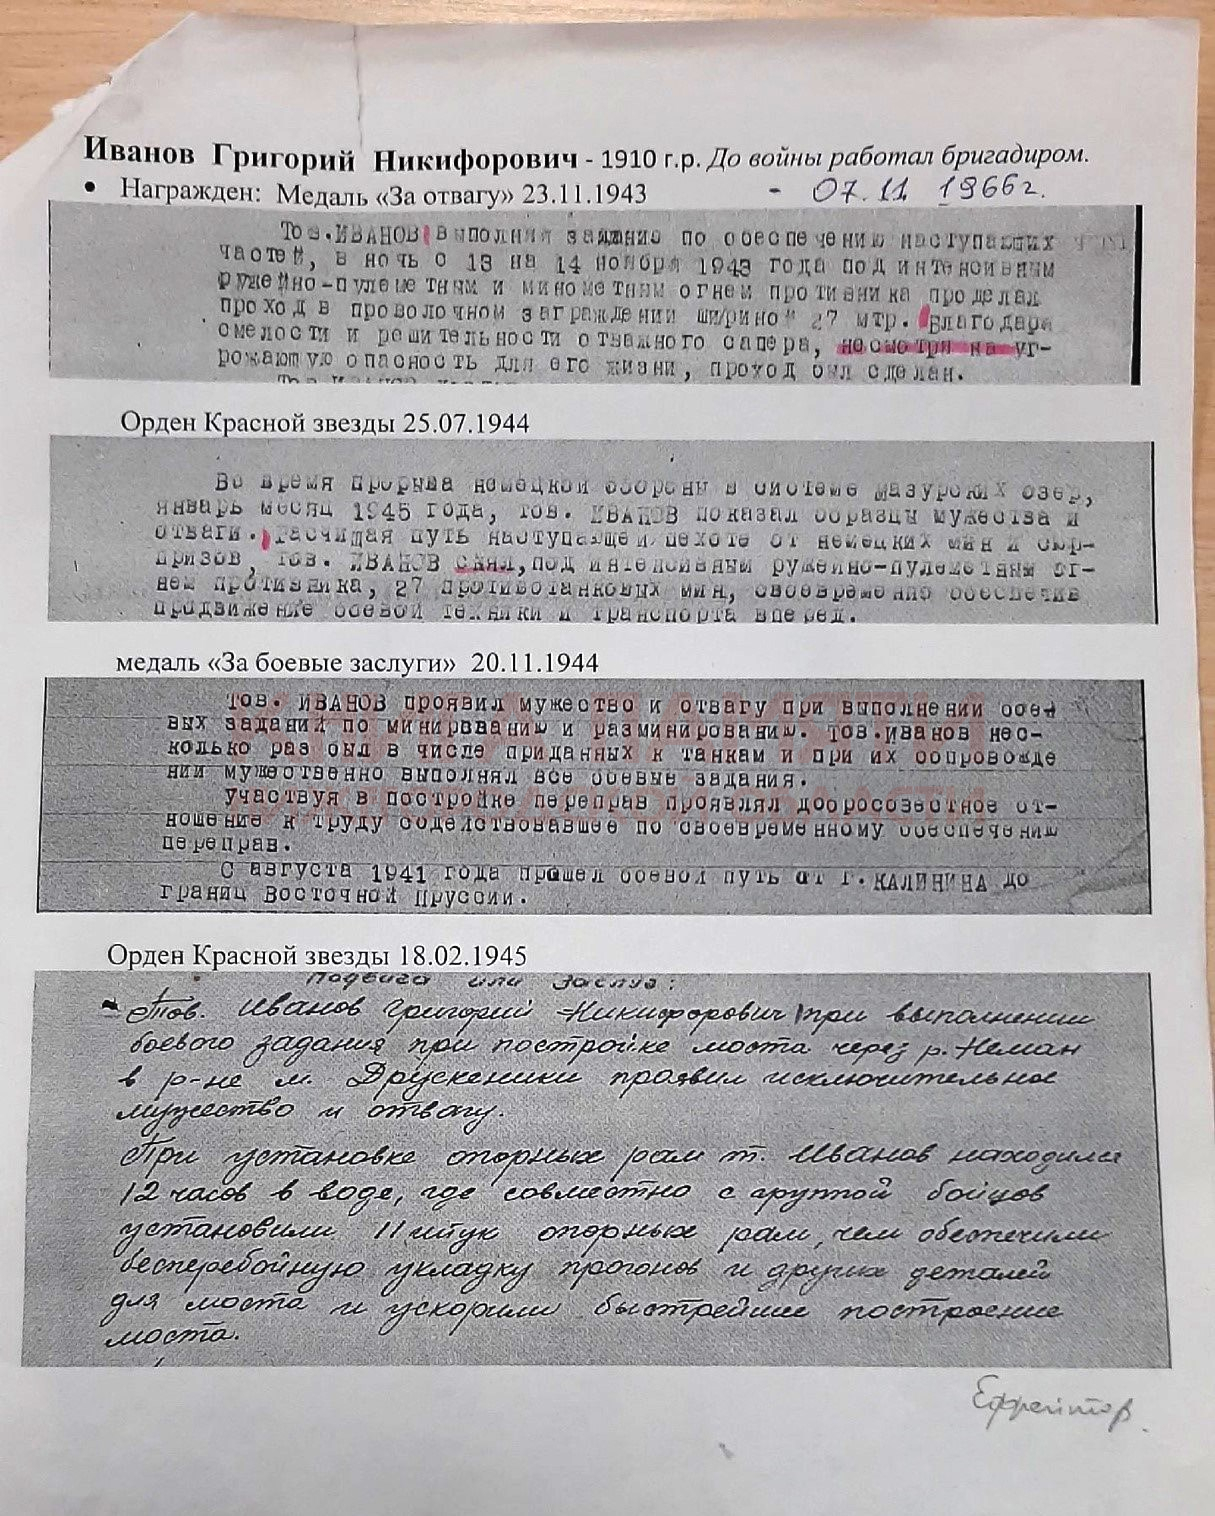 Иванов Григорий Никифорович - 1910 г.р. До войны работал бригадиром.
• Награжден: Медаль «За отвагу» 23.11.1943 - 07.11 1966г.
Тов.ИВАНОВ выполняя задание по обеспечению наступающих
частей, в ночь с 13 на 14 ноября 1943 года под интенсивным
ружейно-пулеметным и минометным огнем противника проделал
проход в проволочном заграждении шириной 27 мтр. Благодаря
смелости и решительности отважного сапера, несмотря на уг-
рожающую опасность для его жизни, проход был сделан.
Орден Красной звезды 25.07.1944
Во время прорыва немецкой обороны в системе мазурских озер,
январь месяц 1945 года, тов. ИВАНОВ показал образцы мужества и
отваги. Расчищая путь наступающей пехоте от немецких мин и сюр-
призов, тов. ИВАНОВ снял, под интенсивным ружейно-пулеметным ог-
нем противника, 27 противотанковых мин, своевременно обеспечив
продвижение боевой техники и транспорта вперед.
медаль «За боевые заслуги» 20.11.1944
Тов. ИВАНОВ проявил мужество и отвагу при выполнении боев
вых заданий по минированию и разминированию. Тов.Иванов нес-
колько раз был в числе приданных к танкам и при их сопровожде
нии мужественно выполнял все боевые задания.
Участвуя в постройке переправ проявлял добросовестное от-
ношение к труду содействовавшее по своевременному обеспечению
переправ.
С августа 1941 года прошел боевой путь от г.КАЛИНИНА до
границ Восточной Пруссии.
Орден Красной звезды 18.02.1945
Подвига или заслуг:
Тов. Иванов Григорий Никифорович при выполнении
боевого задания при постройке моста через р. Неман
в р-не м. Друскеники проявил исключительное
мужество и отвагу.
При установке опорных рам т. Иванов находился
12 часов в воде, где совместно с группой бойцов
установили 11 штук опорных рам, чем обеспечили
бесперебойную укладку прогонов и других деталей
для моста и ускорили быстрейшие построение
моста.
Ефрейтор.